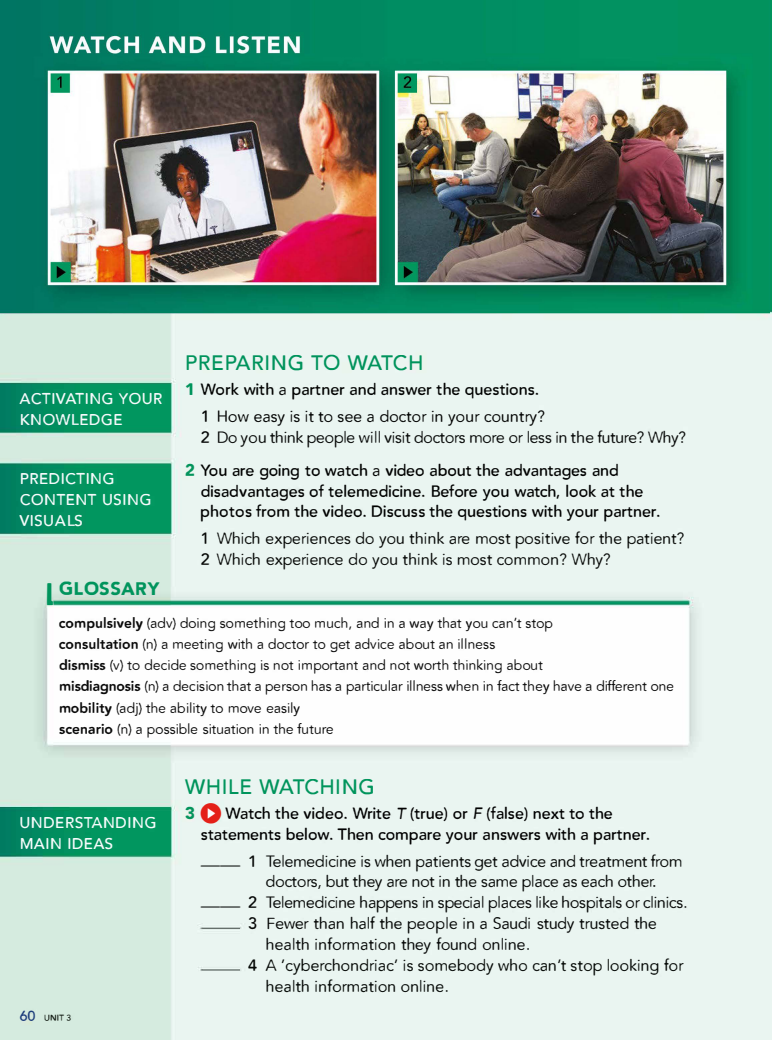 WATCH AND LISTEN
1
2
PREPARING TO WATCH
ACTIVATING YOUR
KNOWLEDGE
1 Work with a partner and answer the questions.
1 How easy is it to see a doctor in your country?
2 Do you think people will visit doctors more or less in the future? Why?
PREDICTING
CONTENT USING
VISUALS
2 You are going to watch a video about the advantages and
disadvantages of telemedicine. Before you watch, look at the
photos from the video. Discuss the questions with your partner.
1 Which experiences do you think are most positive for the patient?
2 Which experience do you think is most common? Why?
GLOSSARY
compulsively (adv) doing something too much, and in a way that you can't stop
consultation (n) a meeting with a doctor to get advice about an illness
dismiss (v) to decide something is not important and not worth thinking about
misdiagnosis (n) a decision that a person has a particular illness when in fact they have a different one
mobility (adj) the ability to move easily
scenario (n) a possible situation in the future
WHILE WATCHING
UNDERSTANDING
MAIN IDEAS
3 Watch the video. Write T (true) or F (false) next to the
statements below. Then compare your answers with a partner.
_____ 1 Telemedicine is when patients get advice and treatment from
doctors, but they are not in the same place as each other.
_____ 2 Telemedicine happens in special places like hospitals or clinics.
_____ 3 Fewer than half the people in a Saudi study trusted the
health information they found online.
_____ 4 A 'cyberchondriac' is somebody who can't stop looking for
health information online.
60 UNIT 3